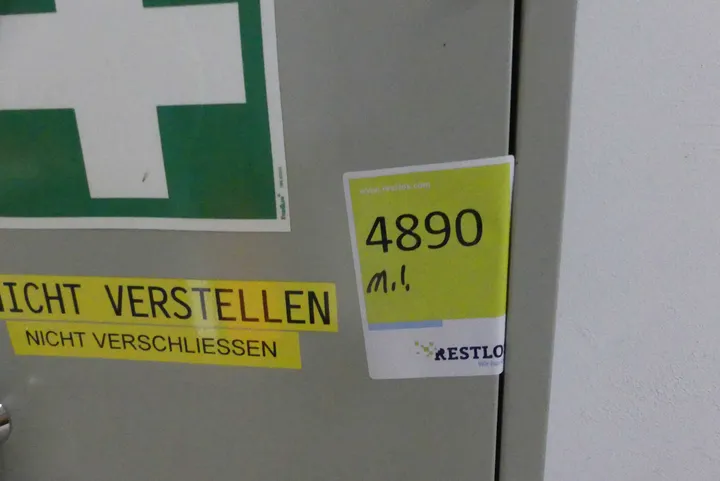 4890
m.i.
NICHT VERSTELLEN
NICHT VERSCHLIESSEN
RESTLO